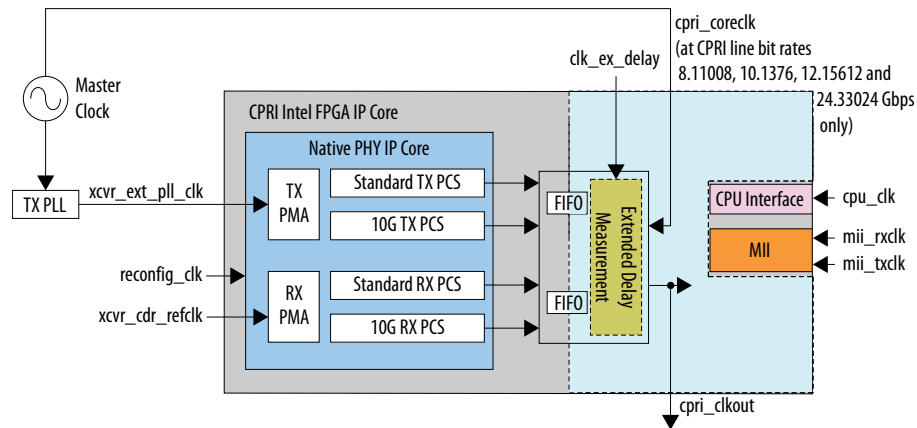 cpri_coreclk
(at CPRI line bit rates
8.11008, 10.1376, 12.15612 and
24.33024 Gbps
only)
clk_ex_delay
Master
Clock
CPRI Intel FPGA IP Core
Native PHY IP Core
TX PLL
xcvr_ext_pll_clk
TX
PMA
Standard TX PCS
10G TX PCS
FIFO
Extended Delay
Measurement
CPU Interface
cpu_clk
MII
mii_rxclk
mii_txclk
reconfig_clk
xcvr_cdr_refclk
RX
PMA
Standard RX PCS
10G RX PCS
FIFO
cpri_clkout